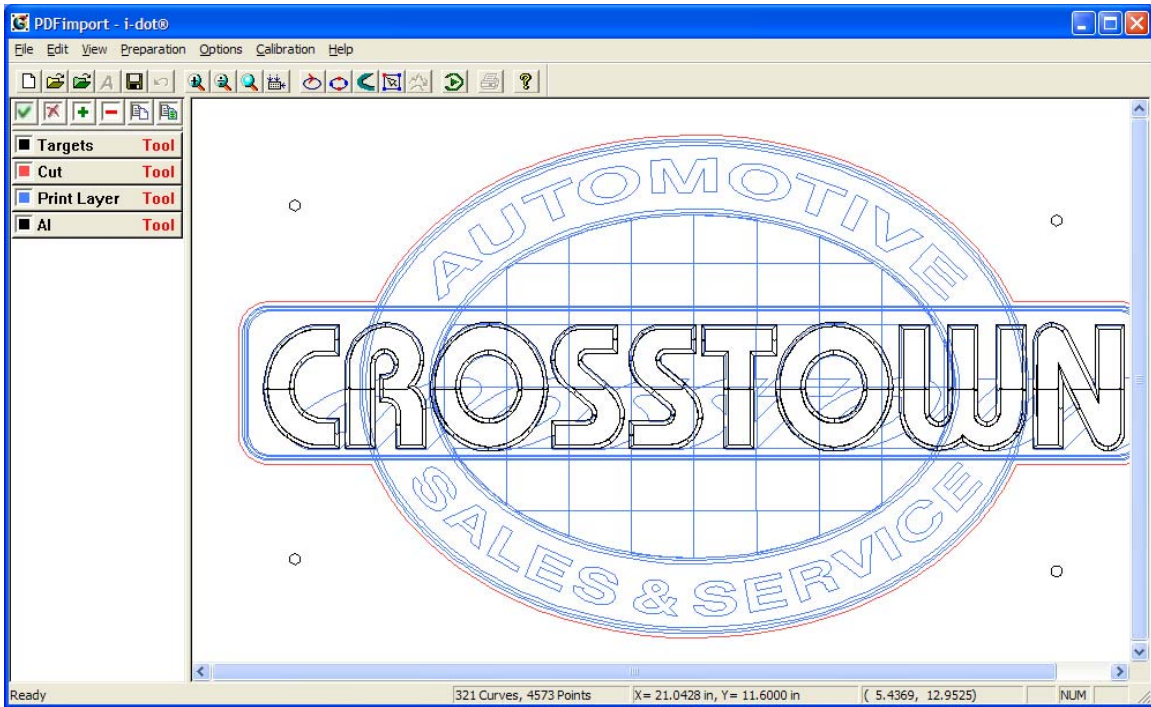 PDFimport - i-dot®
File Edit View Preparation Options Calibration Help
Targets Tool
Cut Tool
Print Layer Tool
AI Tool
AUTOMOTIVE
CROSSTOWN
SALES & SERVICE
Ready
321 Curves, 4573 Points
X= 21.0428 in, Y= 11.6000 in
( 5.4369, 12.9525)
NUM